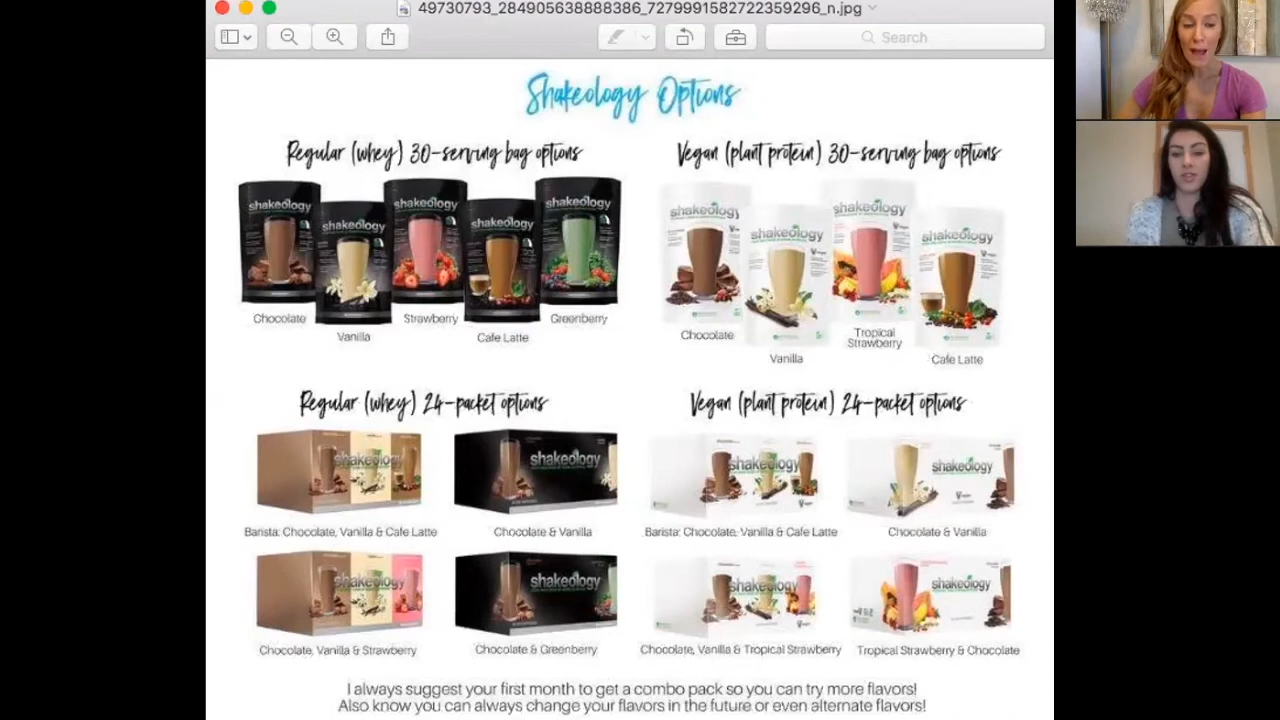 49730793_284905638888386_7279991582722359296_n.jpg
Search
Shakeology Options
Regular (whey) 30-serving bag options
Vegan (plant protein) 30-serving bag options
shakeology
shakeology
shakeology
shakeology
shakeology
shakeology
shakeology
shakeology
shakeology
Chocolate
Vanilla
Strawberry
Cafe Latte
Greenberry
Chocolate
Vanilla
Tropical
Strawberry
Cafe Latte
Regular (whey) 24-packet options
Vegan (plant protein) 24-packet options
shakeology
shakeology
shakeology
shakeology
Barista: Chocolate, Vanilla & Cafe Latte
Chocolate & Vanilla
Barista: Chocolate, Vanilla & Cafe Latte
Chocolate & Vanilla
shakeology
shakeology
shakeology
shakeology
Chocolate, Vanilla & Strawberry
Chocolate & Greenberry
Chocolate, Vanilla & Tropical Strawberry
Tropical Strawberry & Chocolate
I always suggest your first month to get a combo pack so you can try more flavors!
Also know you can always change your flavors in the future or even alternate flavors!